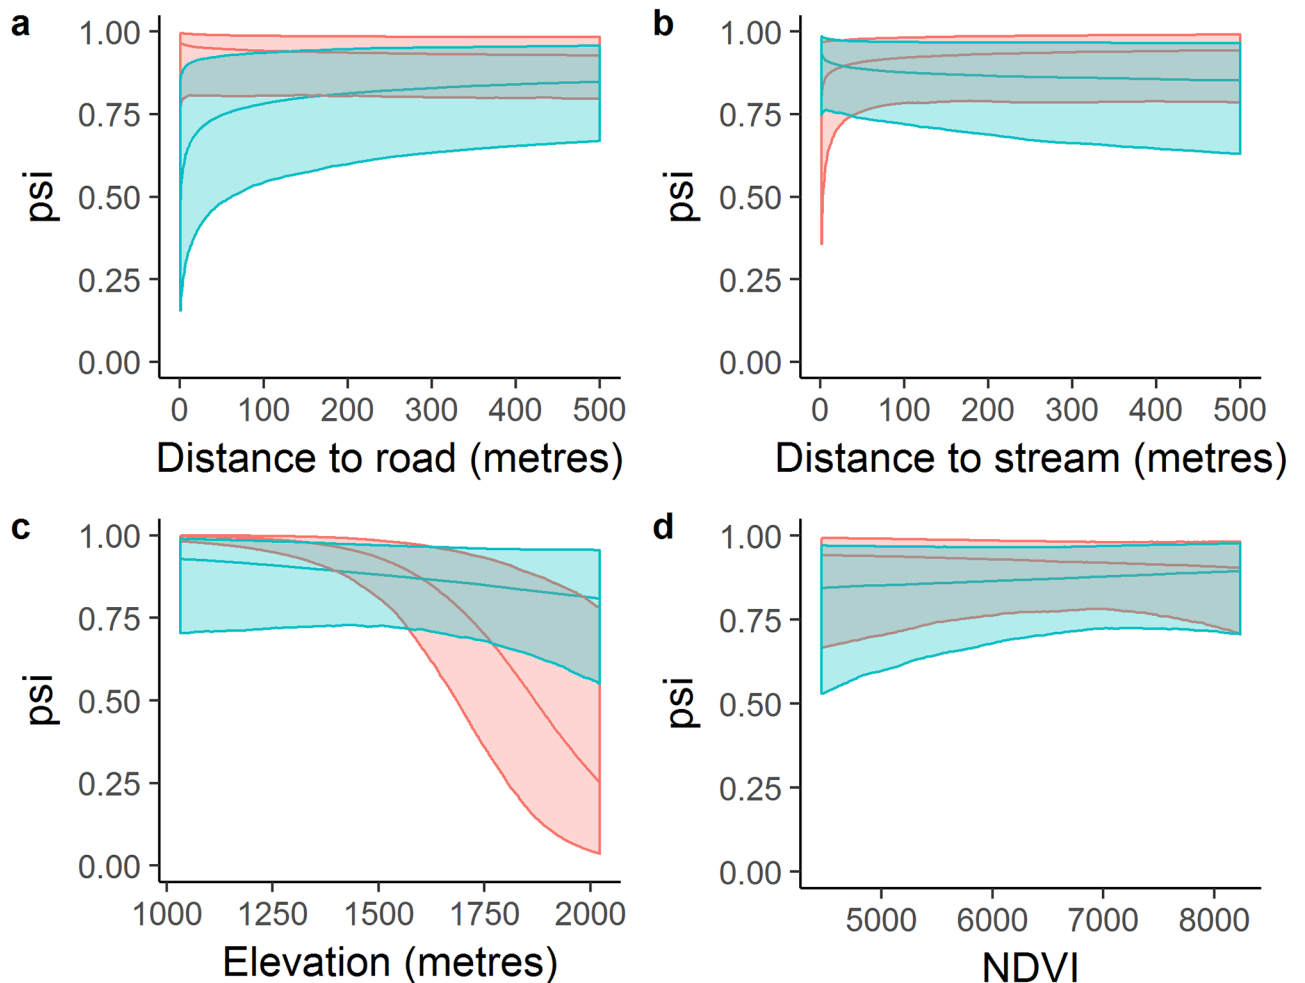 a
1.00
0.75
0.50
0.25
0.00
psi
0 100 200 300 400 500
Distance to road (metres)
b
1.00
0.75
0.50
0.25
0.00
psi
0 100 200 300 400 500
Distance to stream (metres)
c
1.00
0.75
0.50
0.25
0.00
psi
1000 1250 1500 1750 2000
Elevation (metres)
d
1.00
0.75
0.50
0.25
0.00
psi
5000 6000 7000 8000
NDVI